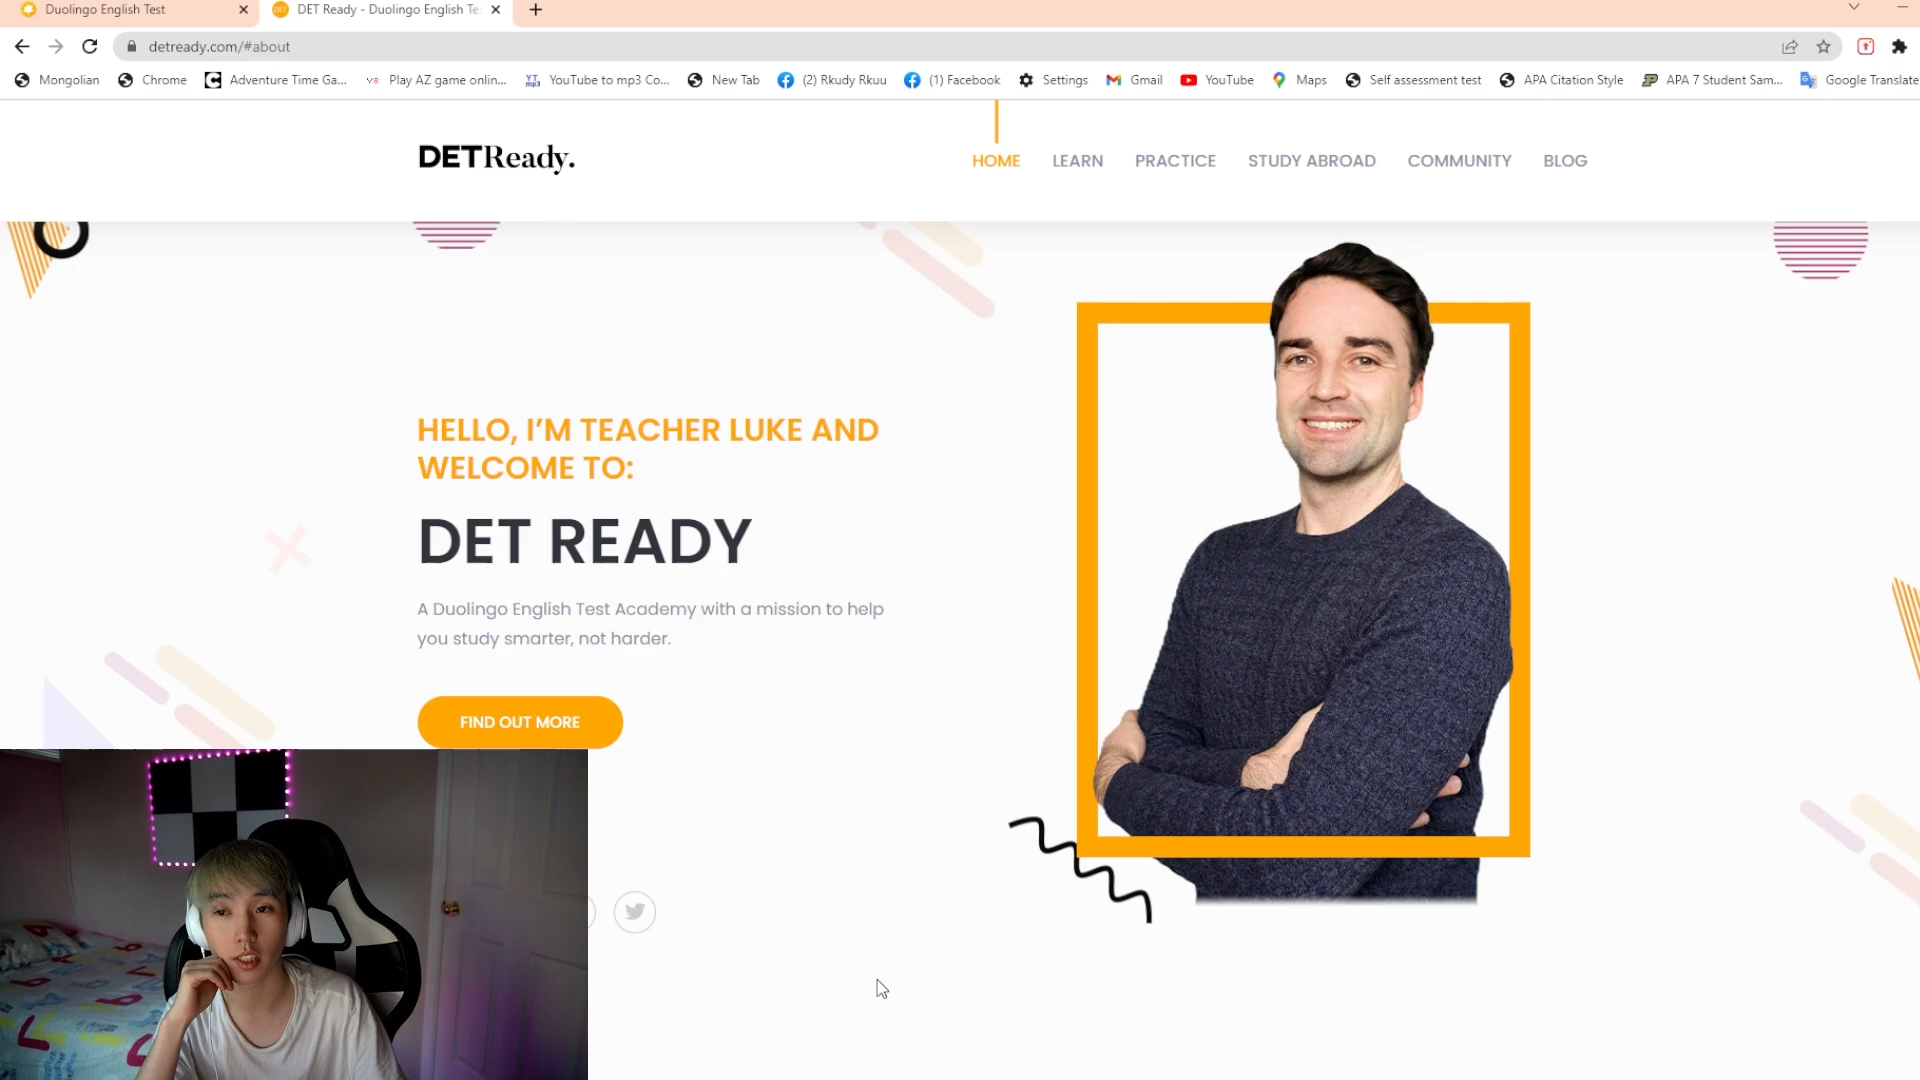 Duolingo English Test
DET Ready - Duolingo English Te
detready.com/#about
Mongolian
Chrome
Adventure Time Ga...
Play AZ game onlin...
YouTube to mp3 Co...
New Tab
(2) Rkudy Rkuu
(1) Facebook
Settings
Gmail
YouTube
Maps
Self assessment test
APA Citation Style
APA 7 Student Sam...
Google Translate
DETReady.
HOME
LEARN
PRACTICE
STUDY ABROAD
COMMUNITY
BLOG
HELLO, I'M TEACHER LUKE AND
WELCOME TO:
DET READY
A Duolingo English Test Academy with a mission to help
you study smarter, not harder.
FIND OUT MORE